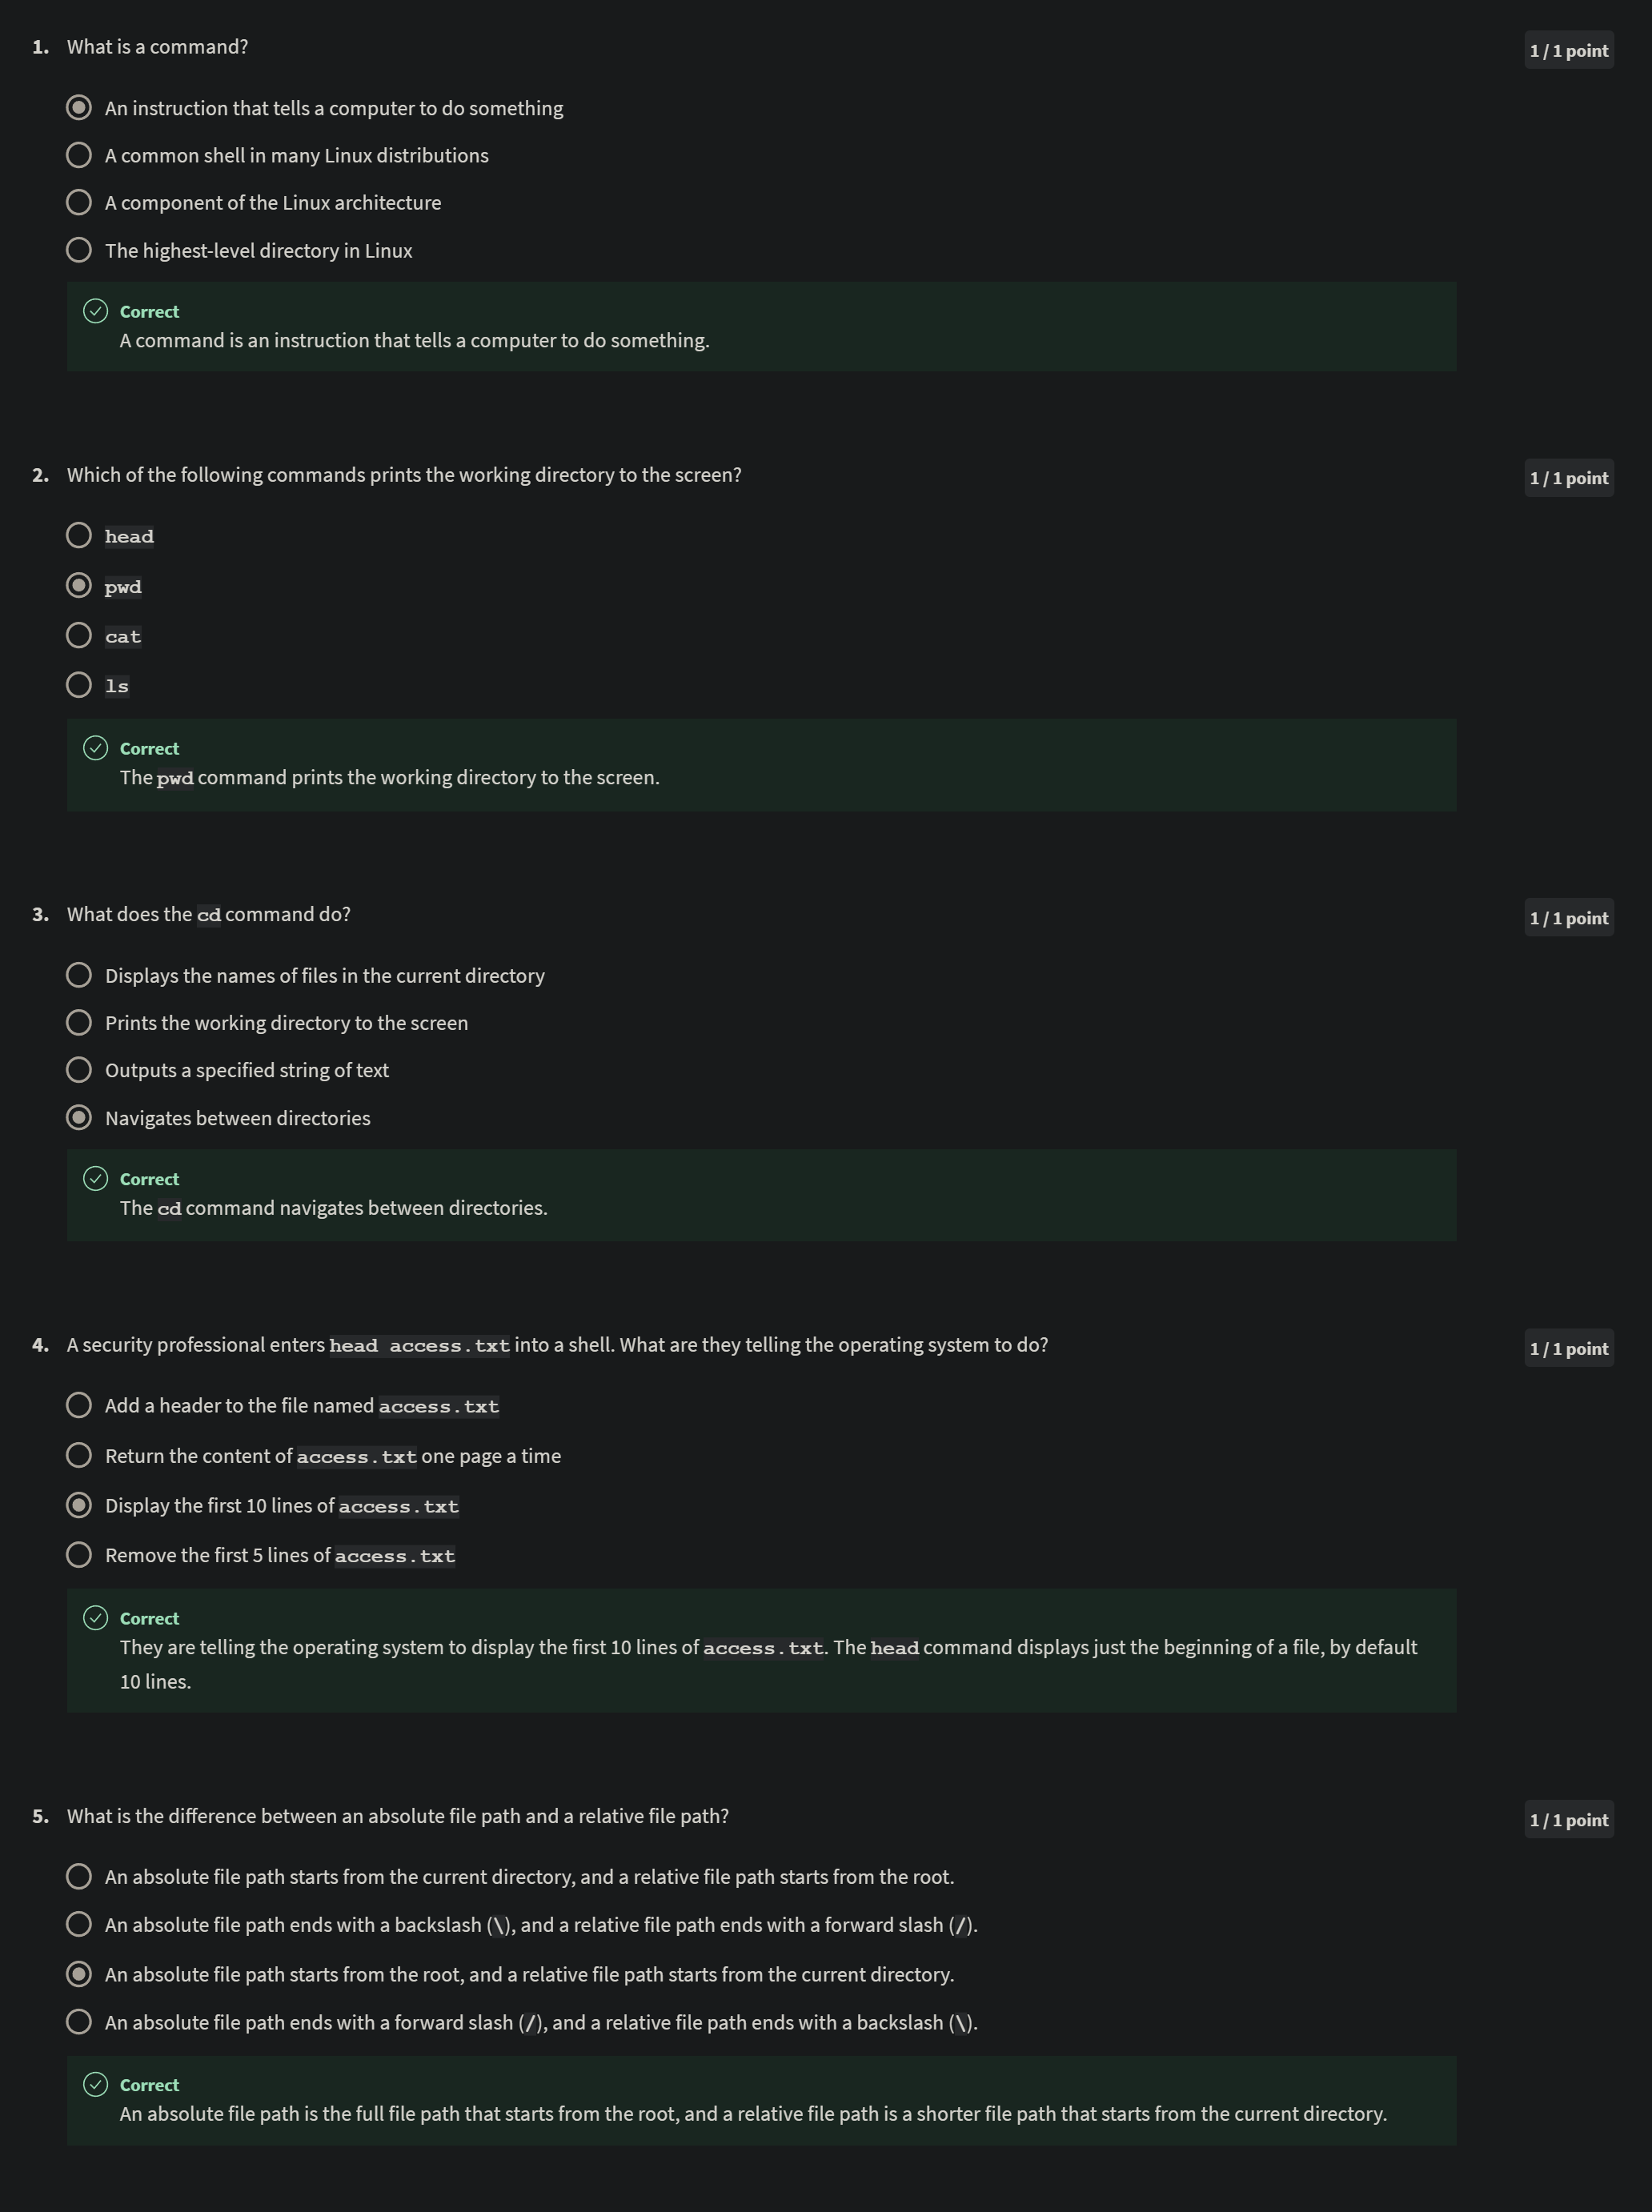 1. What is a command?
1 / 1 point
An instruction that tells a computer to do something
A common shell in many Linux distributions
A component of the Linux architecture
The highest-level directory in Linux
Correct
A command is an instruction that tells a computer to do something.
2. Which of the following commands prints the working directory to the screen?
1 / 1 point
head
pwd
cat
ls
Correct
The pwd command prints the working directory to the screen.
3. What does the cd command do?
1 / 1 point
Displays the names of files in the current directory
Prints the working directory to the screen
Outputs a specified string of text
Navigates between directories
Correct
The cd command navigates between directories.
4. A security professional enters head access.txt into a shell. What are they telling the operating system to do?
1 / 1 point
Add a header to the file named access.txt
Return the content of access.txt one page a time
Display the first 10 lines of access.txt
Remove the first 5 lines of access.txt
Correct
They are telling the operating system to display the first 10 lines of access.txt. The head command displays just the beginning of a file, by default
10 lines.
5. What is the difference between an absolute file path and a relative file path?
1 / 1 point
An absolute file path starts from the current directory, and a relative file path starts from the root.
An absolute file path ends with a backslash (\), and a relative file path ends with a forward slash (/).
An absolute file path starts from the root, and a relative file path starts from the current directory.
An absolute file path ends with a forward slash (/), and a relative file path ends with a backslash (\).
Correct
An absolute file path is the full file path that starts from the root, and a relative file path is a shorter file path that starts from the current directory.